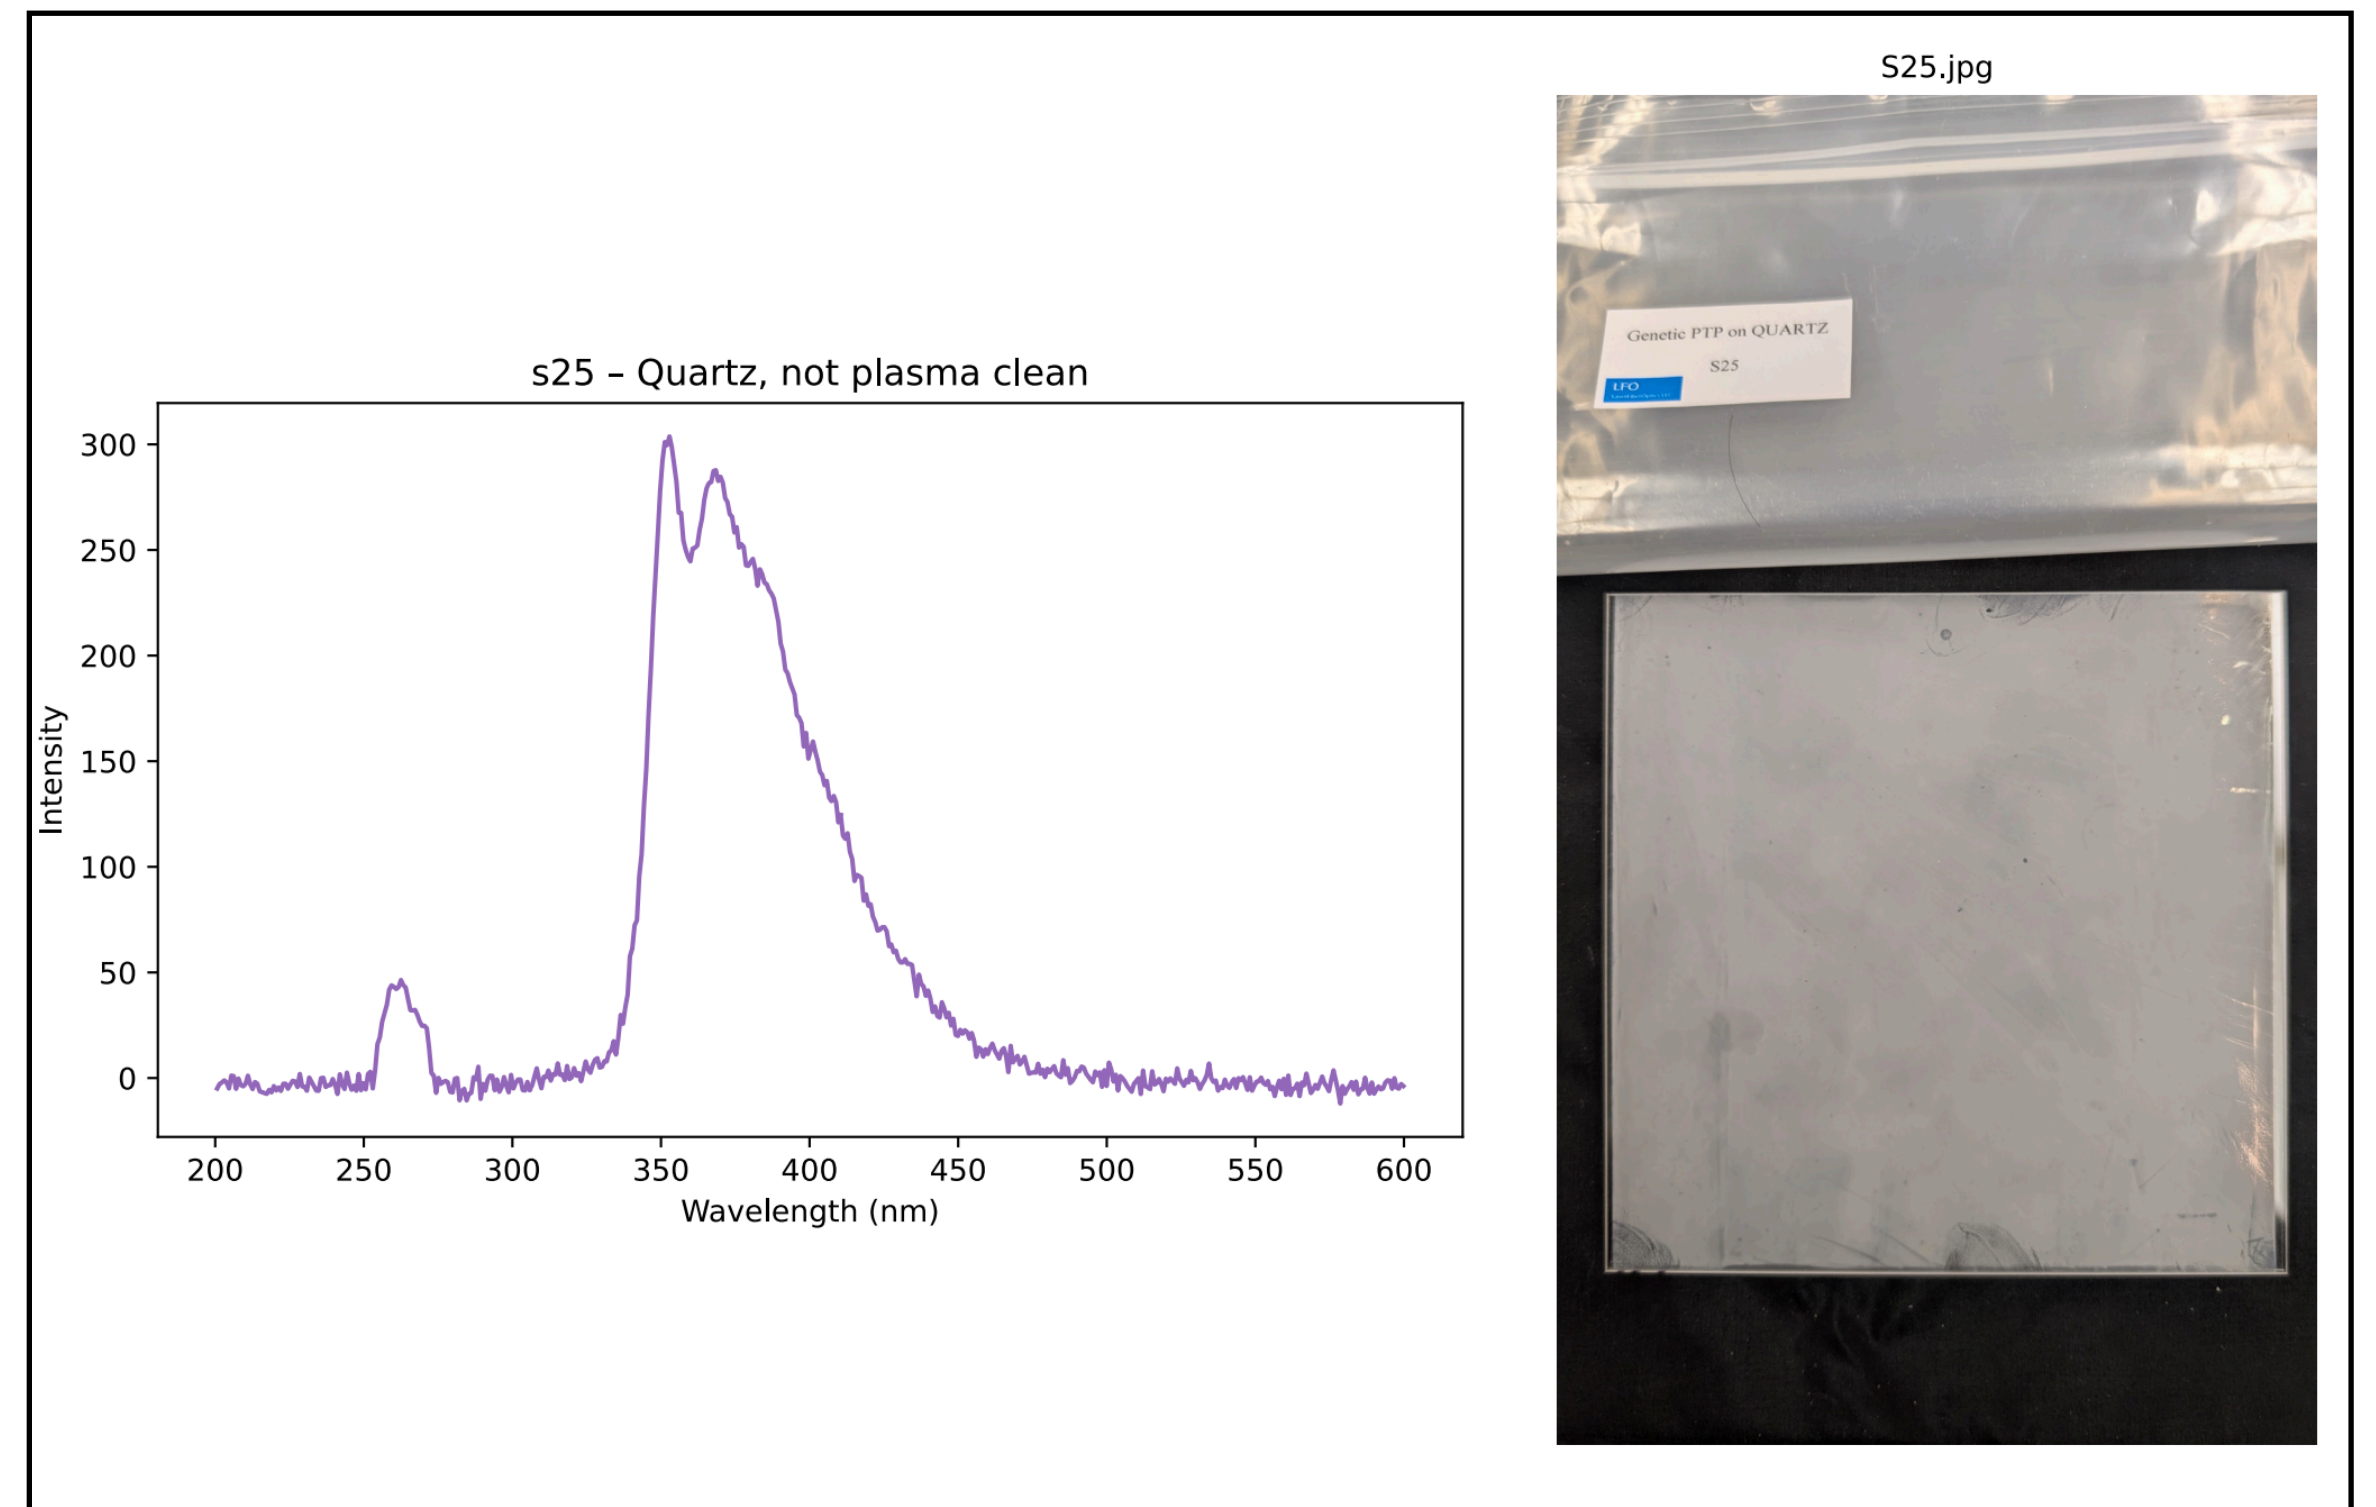 S25.jpg
Genetic PTP on QUARTZ
S25
LFO
s25 – Quartz, not plasma clean
300
250
200
150
100
50
0
Intensity
200 250 300 350 400 450 500 550 600
Wavelength (nm)